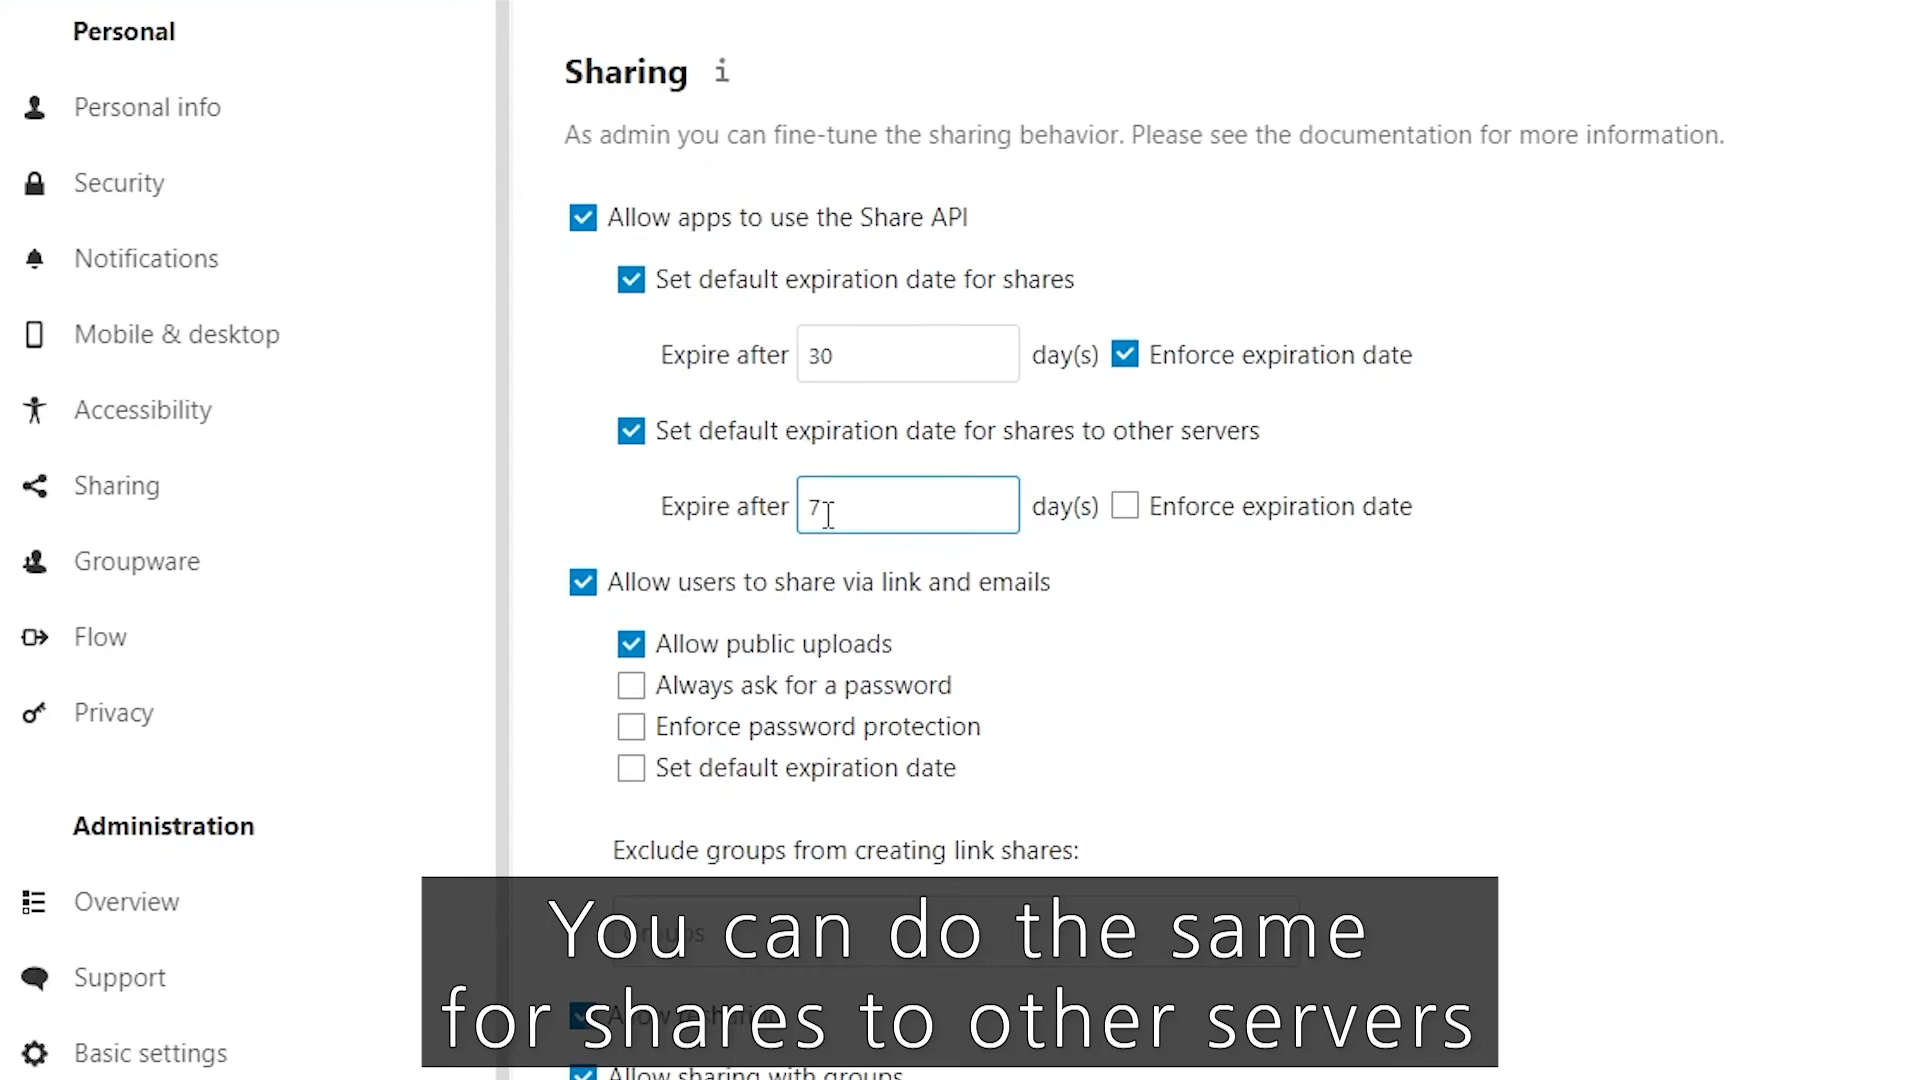 Personal
Personal info
Security
Notifications
Mobile & desktop
Accessibility
Sharing
Groupware
Flow
Privacy
Administration
Overview
Support
Basic settings
Sharing i
As admin you can fine-tune the sharing behavior. Please see the documentation for more information.
Allow apps to use the Share API
Set default expiration date for shares
Expire after 30 day(s) Enforce expiration date
Set default expiration date for shares to other servers
Expire after 7 day(s) Enforce expiration date
Allow users to share via link and emails
Allow public uploads
Always ask for a password
Enforce password protection
Set default expiration date
Exclude groups from creating link shares:
Groups
You can do the same
for shares to other servers
Allow sharing with groups